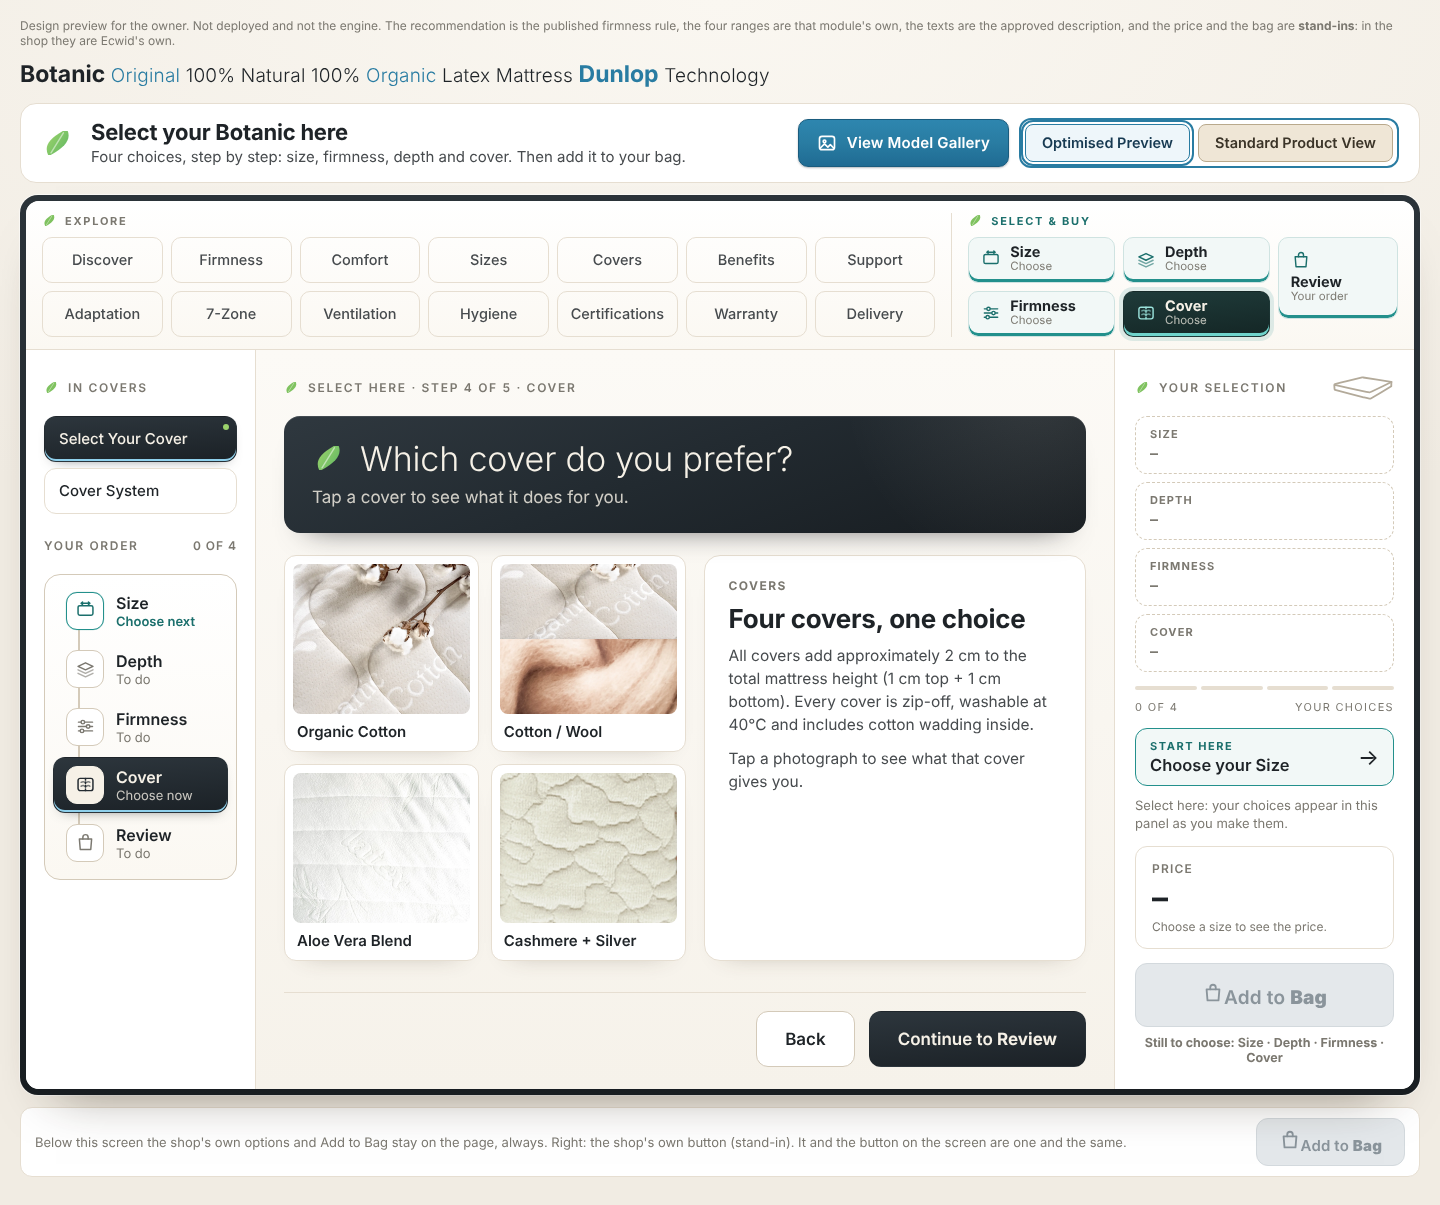 Design preview for the owner. Not deployed and not the engine. The recommendation is the published firmness rule, the four ranges are that module's own, the texts are the approved description, and the price and the bag are stand-ins: in the
shop they are Ecwid's own.
Botanic Original 100% Natural 100% Organic Latex Mattress Dunlop Technology
Select your Botanic here
Four choices, step by step: size, firmness, depth and cover. Then add it to your bag.
View Model Gallery
Optimised Preview
Standard Product View
EXPLORE
Discover
Firmness
Comfort
Sizes
Covers
Benefits
Support
Adaptation
7-Zone
Ventilation
Hygiene
Certifications
Warranty
Delivery
SELECT & BUY
Size
Choose
Depth
Choose
Firmness
Choose
Cover
Choose
Review
Your order
IN COVERS
Select Your Cover
Cover System
YOUR ORDER
0 OF 4
Size
Choose next
Depth
To do
Firmness
To do
Cover
Choose now
Review
To do
SELECT HERE · STEP 4 OF 5 · COVER
Which cover do you prefer?
Tap a cover to see what it does for you.
Organic Cotton
Cotton / Wool
Aloe Vera Blend
Cashmere + Silver
COVERS
Four covers, one choice
All covers add approximately 2 cm to the
total mattress height (1 cm top + 1 cm
bottom). Every cover is zip-off, washable at
40°C and includes cotton wadding inside.
Tap a photograph to see what that cover
gives you.
Back
Continue to Review
YOUR SELECTION
SIZE
–
DEPTH
–
FIRMNESS
–
COVER
–
0 OF 4
YOUR CHOICES
START HERE
Choose your Size
Select here: your choices appear in this
panel as you make them.
PRICE
–
Choose a size to see the price.
Add to Bag
Still to choose: Size · Depth · Firmness ·
Cover
Below this screen the shop's own options and Add to Bag stay on the page, always. Right: the shop's own button (stand-in). It and the button on the screen are one and the same.
Add to Bag